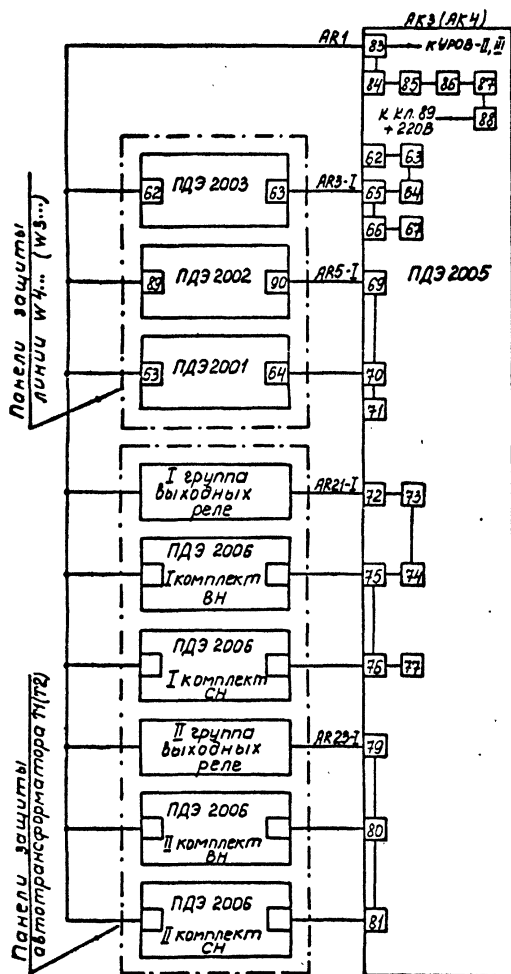 АК3 (АК4)
AR1
83
К УРОВ-II, III
84
85
86
87
К КЛ. 89
+ 220В
88
62
63
62
ПДЭ 2003
63
AR3-I
65
64
66
67
ПДЭ 2005
89
ПДЭ 2002
90
AR5-I
69
53
ПДЭ 2001
64
70
71
Панели защиты
линии W4... (W3...)
I группа
выходных
реле
AR21-I
72
73
ПДЭ 2006
I комплект
ВН
75
74
ПДЭ 2006
I комплект
СН
76
77
II группа
выходных
реле
AR23-I
79
ПДЭ 2006
II комплект
ВН
80
ПДЭ 2006
II комплект
СН
81
Панели защиты
автотрансформатора Т1(Т2)